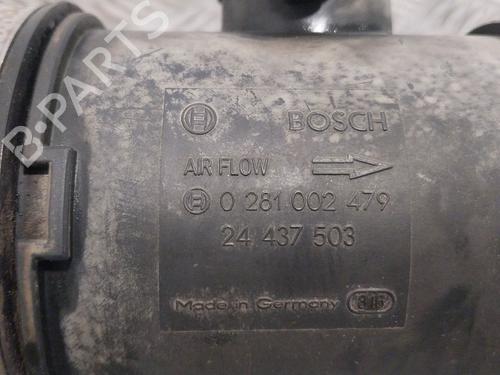 B-PARTS
BOSCH
AIR FLOW
0 281 002 479
24 437 503
Made in Germany